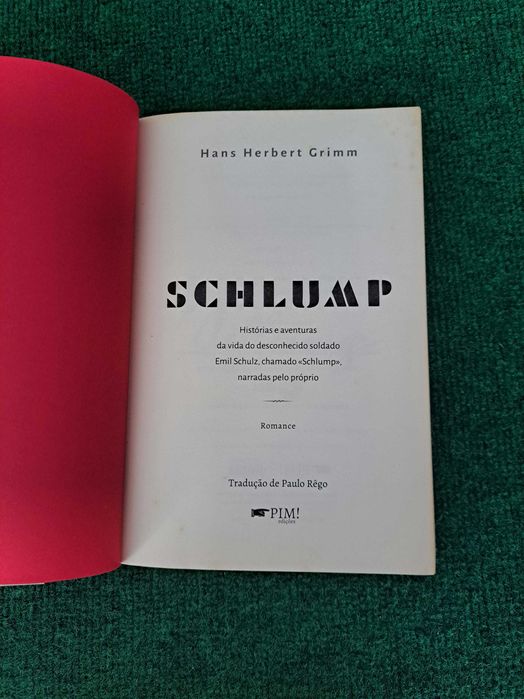 Hans Herbert Grimm
SCHLUMP
Histórias e aventuras
da vida do desconhecido soldado
Emil Schulz, chamado «Schlump»,
narradas pelo próprio
Romance
Tradução de Paulo Rêgo
PIM!
edições